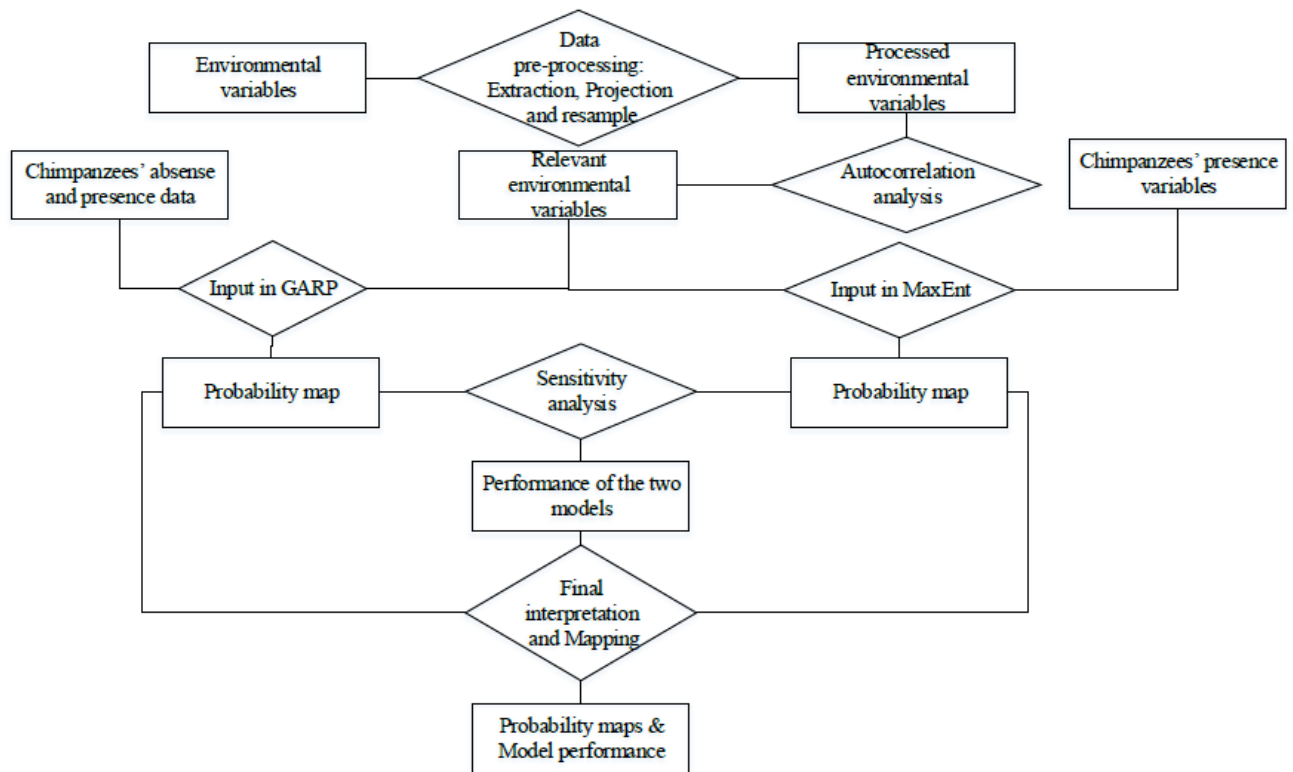 Environmental
variables
Data
pre-processing:
Extraction, Projection
and resample
Processed
environmental
variables
Chimpanzees’ absense
and presence data
Relevant
environmental
variables
Autocorrelation
analysis
Chimpanzees’ presence
variables
Input in GARP
Input in MaxEnt
Probability map
Sensitivity
analysis
Probability map
Performance of the two
models
Final
interpretation
and Mapping
Probability maps &
Model performance